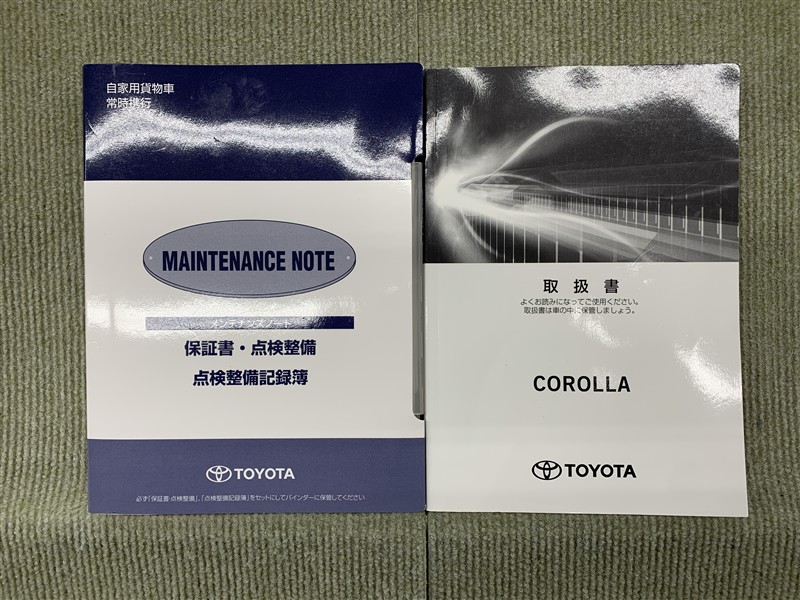 自家用貨物車
常時携行
MAINTENANCE NOTE
メンテナンスノート
保証書・点検整備
点検整備記録簿
TOYOTA
必ず「保証書・点検整備」、「点検整備記録簿」をセットにしてバインダーに保管してください
取扱書
よくお読みになってご使用ください。
取扱書は車の中に保管しましょう。
COROLLA
TOYOTA